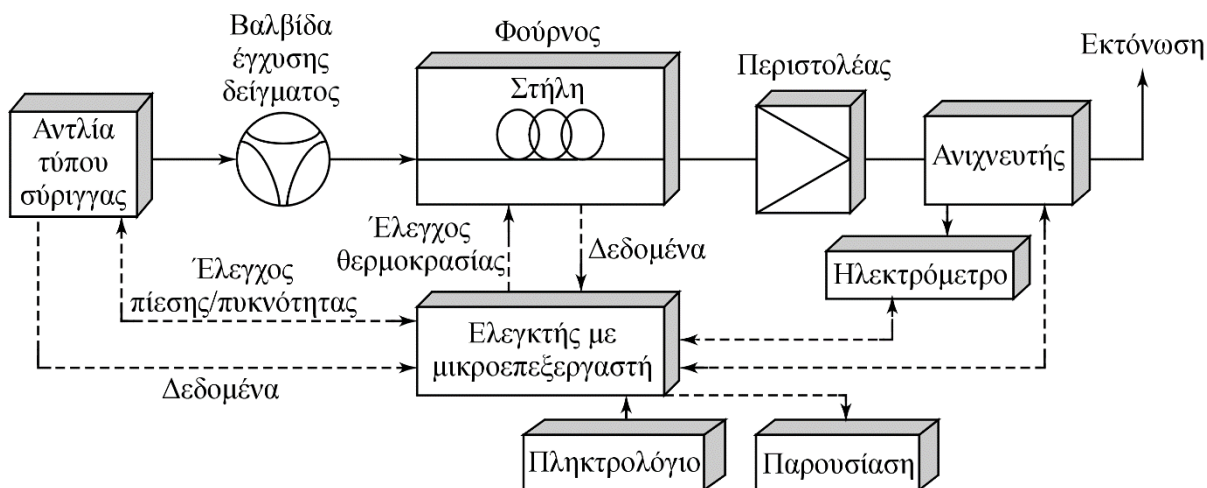 Βαλβίδα
έγχυσης
δείγματος
Φούρνος
Εκτόνωση
Περιστολέας
Στήλη
Αντλία
τύπου
σύριγγας
Ανιχνευτής
Έλεγχος
θερμοκρασίας
Δεδομένα
Έλεγχος
πίεσης/πυκνότητας
Ηλεκτρόμετρο
Ελεγκτής με
μικροεπεξεργαστή
Δεδομένα
Πληκτρολόγιο
Παρουσίαση